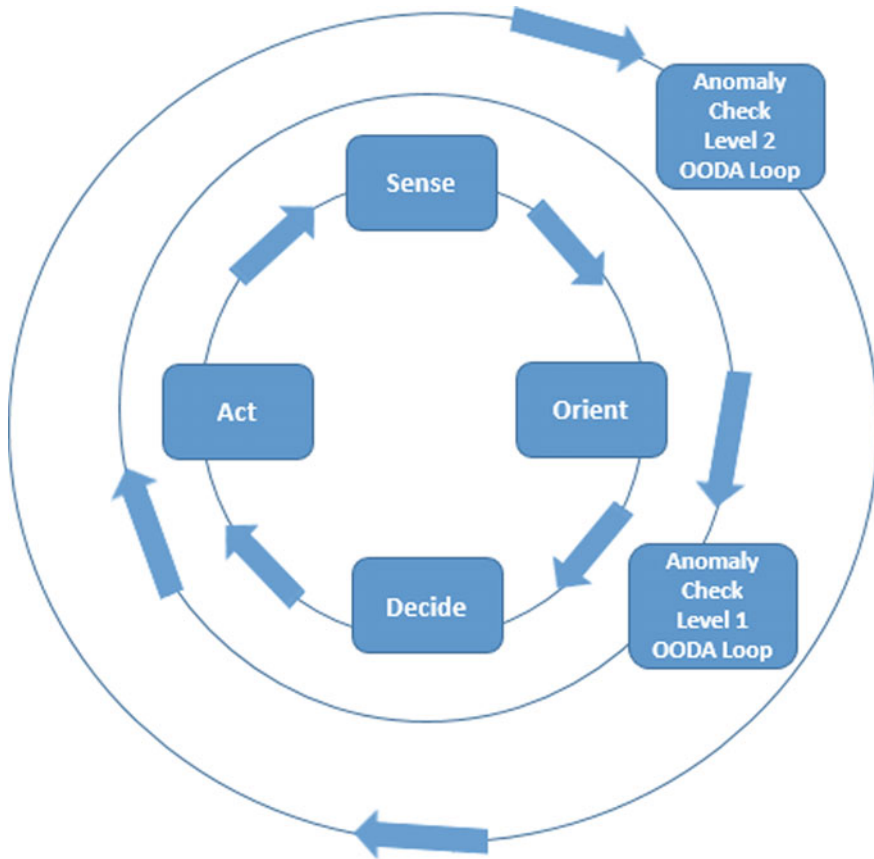 Anomaly
Check
Level 2
OODA Loop
Sense
Act
Orient
Decide
Anomaly
Check
Level 1
OODA Loop